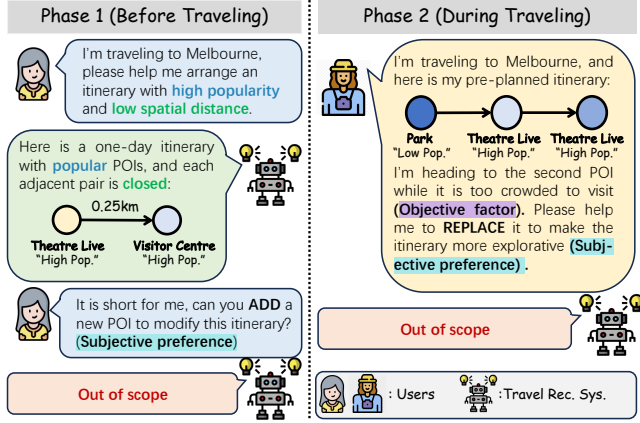 Phase 1 (Before Traveling)
I'm traveling to Melbourne,
please help me arrange an
itinerary with high popularity
and low spatial distance.
Here is a one-day itinerary
with popular POIs, and each
adjacent pair is closed:
0.25km
Theatre Live
"High Pop."
Visitor Centre
"High Pop."
It is short for me, can you ADD a
new POI to modify this itinerary?
(Subjective preference)
Out of scope
Phase 2 (During Traveling)
I'm traveling to Melbourne, and
here is my pre-planned itinerary:
Park
"Low Pop."
Theatre Live
"High Pop."
Theatre Live
"High Pop."
I'm heading to the second POI
while it is too crowded to visit
(Objective factor). Please help
me to REPLACE it to make the
itinerary more explorative (Subj-
ective preference) .
Out of scope
: Users
:Travel Rec. Sys.